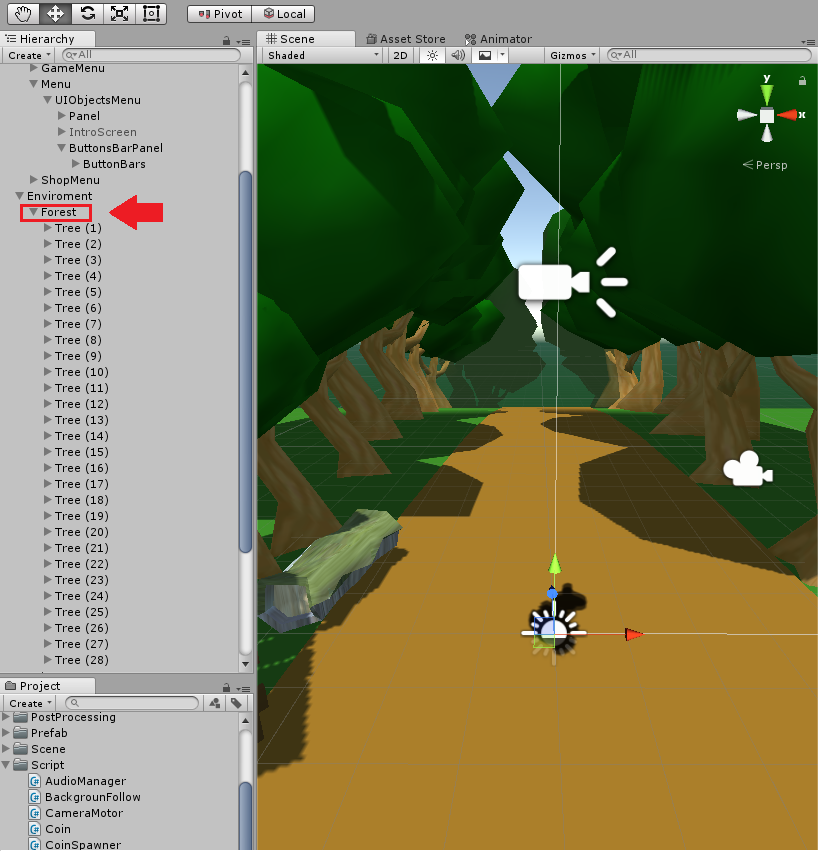 Pivot Local
Hierarchy
Create All
GameMenu
Menu
UIObjectsMenu
Panel
IntroScreen
ButtonsBarPanel
ButtonBars
ShopMenu
Enviroment
Forest
Tree (1)
Tree (2)
Tree (3)
Tree (4)
Tree (5)
Tree (6)
Tree (7)
Tree (8)
Tree (9)
Tree (10)
Tree (11)
Tree (12)
Tree (13)
Tree (14)
Tree (15)
Tree (16)
Tree (17)
Tree (18)
Tree (19)
Tree (20)
Tree (21)
Tree (22)
Tree (23)
Tree (24)
Tree (25)
Tree (26)
Tree (27)
Tree (28)
Project
Create
PostProcessing
Prefab
Scene
Script
AudioManager
BackgrounFollow
CameraMotor
Coin
CoinSpawner
Scene Asset Store Animator
Shaded 2D Gizmos All
y
x
Persp